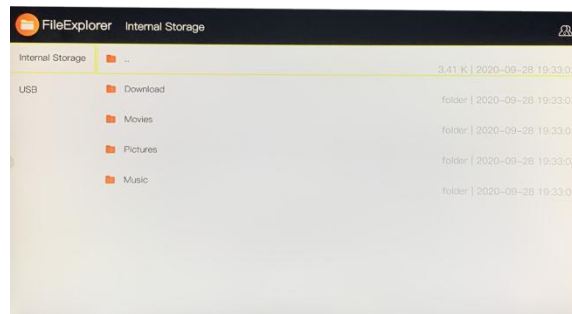 FileExplorer Internal Storage
Internal Storage
..
3.41 K | 2020-09-28 19:33:0
USB
Download
folder | 2020-09-28 19:33:0
Movies
folder | 2020-09-28 19:33:0
Pictures
folder | 2020-09-28 19:33:0
Music
folder | 2020-09-28 19:33:0